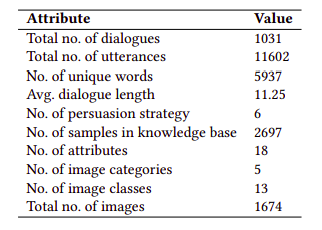 Attribute Value
Total no. of dialogues 1031
Total no. of utterances 11602
No. of unique words 5937
Avg. dialogue length 11.25
No. of persuasion strategy 6
No. of samples in knowledge base 2697
No. of attributes 18
No. of image categories 5
No. of image classes 13
Total no. of images 1674